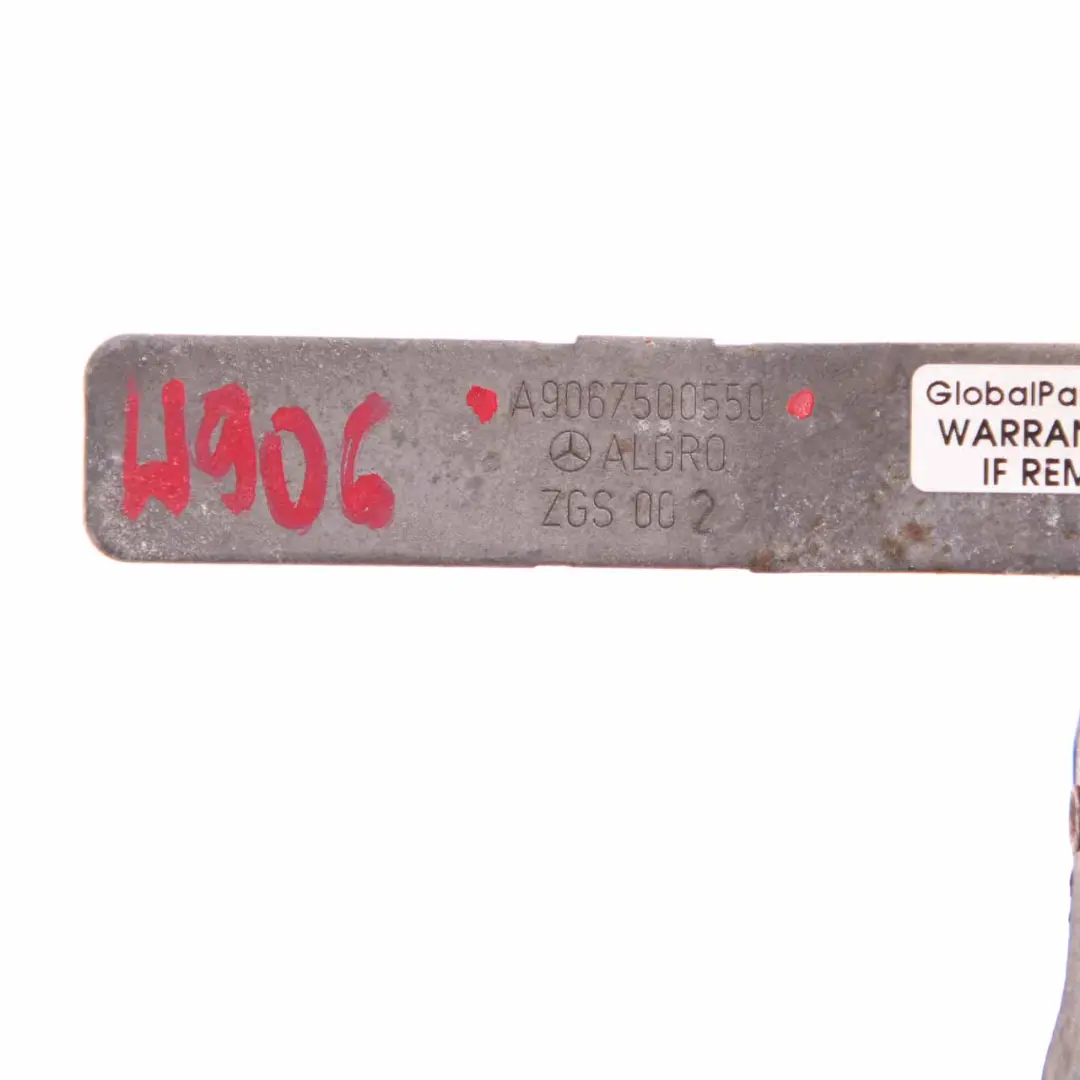 W906
A9067500550
ALGRO
ZGS 00 2
GlobalPa
WARRAN
IF REM